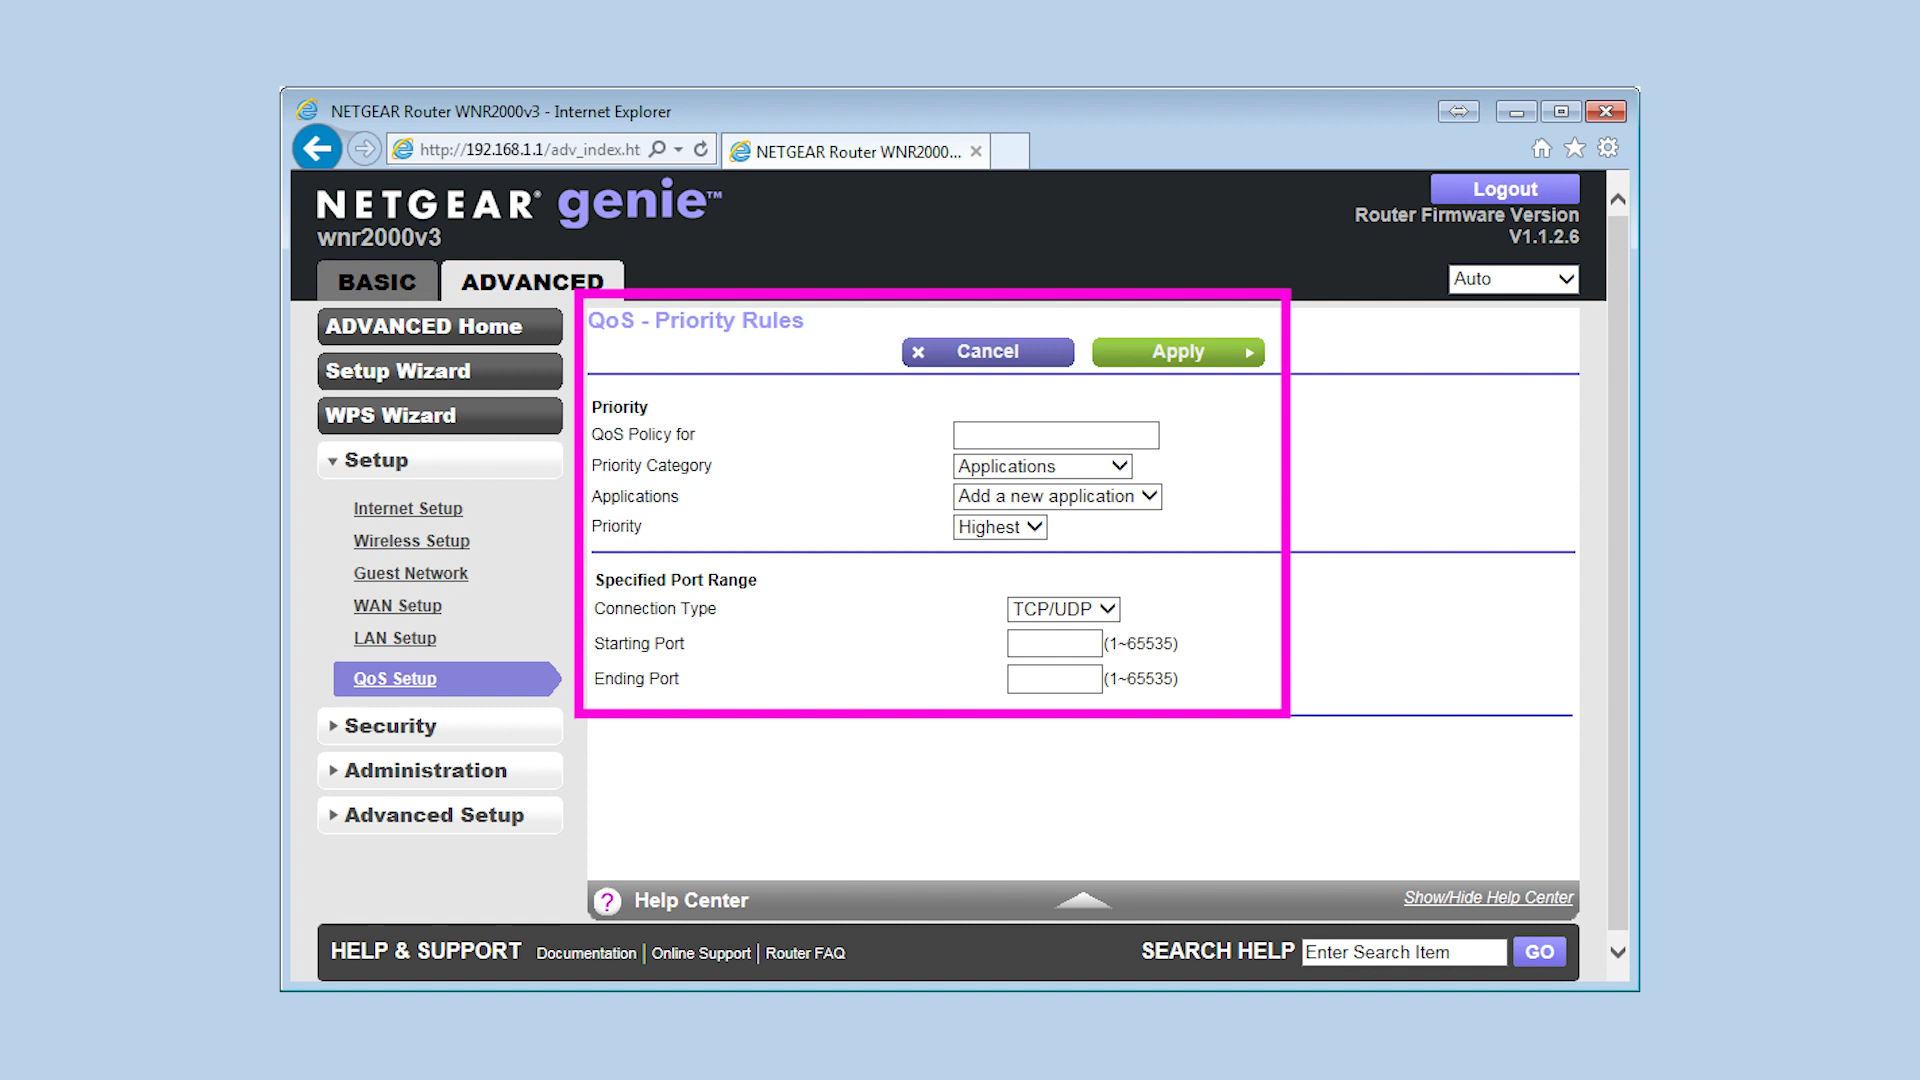 NETGEAR Router WNR2000v3 - Internet Explorer
http://192.168.1.1/adv_index.ht
NETGEAR Router WNR2000...
NETGEAR® genie™
wnr2000v3
Logout
Router Firmware Version
V1.1.2.6
BASIC
ADVANCED
Auto
ADVANCED Home
Setup Wizard
WPS Wizard
Setup
Internet Setup
Wireless Setup
Guest Network
WAN Setup
LAN Setup
QoS Setup
Security
Administration
Advanced Setup
QoS - Priority Rules
Cancel
Apply
Priority
QoS Policy for
Priority Category Applications
Applications Add a new application
Priority Highest
Specified Port Range
Connection Type TCP/UDP
Starting Port (1~65535)
Ending Port (1~65535)
? Help Center
Show/Hide Help Center
HELP & SUPPORT Documentation | Online Support | Router FAQ
SEARCH HELP Enter Search Item GO